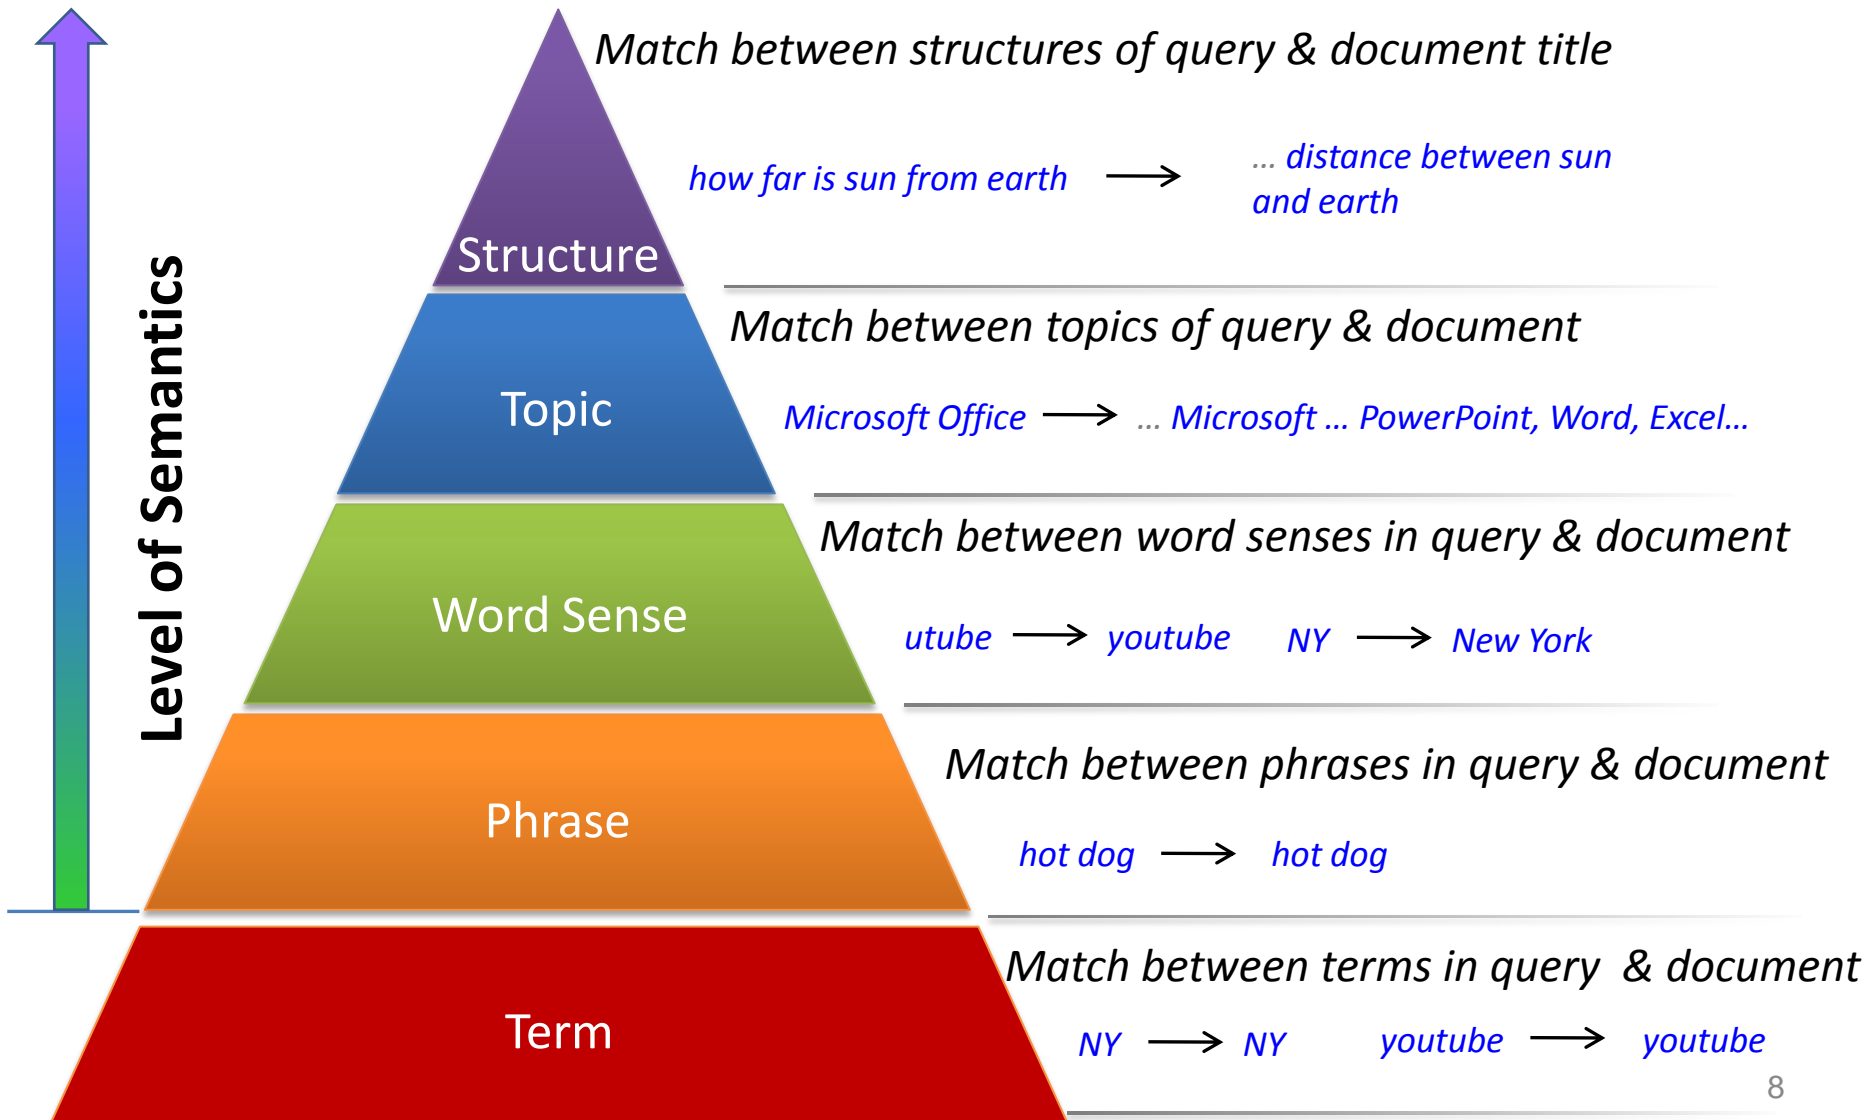 Match between structures of query & document title
how far is sun from earth → ... distance between sun
and earth
Structure
Level of Semantics
Match between topics of query & document
Topic
Microsoft Office → ... Microsoft ... PowerPoint, Word, Excel...
Match between word senses in query & document
Word Sense
utube → youtube NY → New York
Match between phrases in query & document
Phrase
hot dog → hot dog
Match between terms in query & document
Term
NY → NY youtube → youtube
8